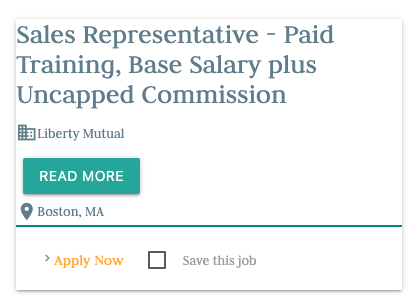 Sales Representative - Paid
Training, Base Salary plus
Uncapped Commission
Liberty Mutual
READ MORE
Boston, MA
Apply Now
Save this job